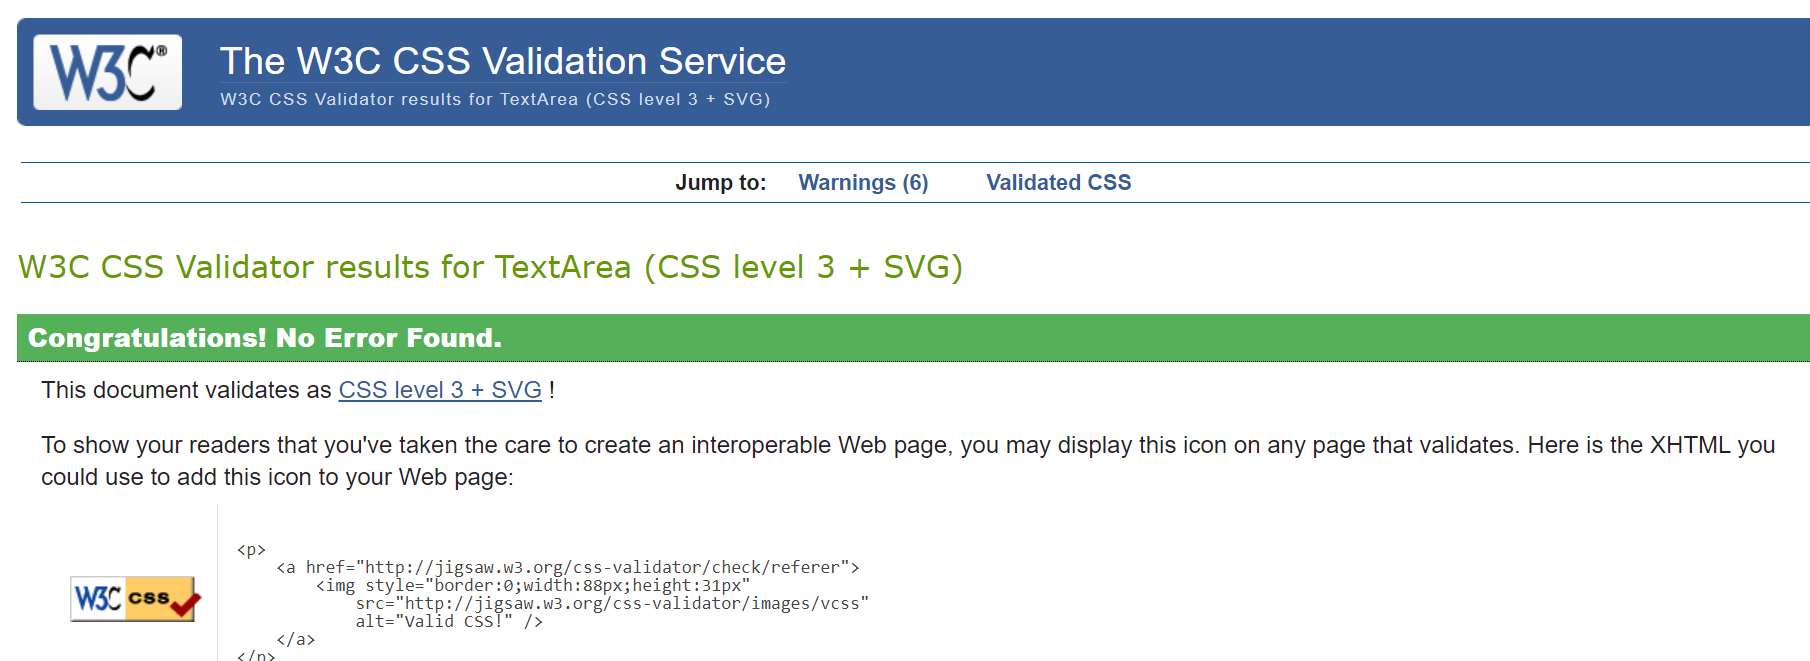 W3C®
The W3C CSS Validation Service
W3C CSS Validator results for TextArea (CSS level 3 + SVG)
Jump to: Warnings (6) Validated CSS
W3C CSS Validator results for TextArea (CSS level 3 + SVG)
Congratulations! No Error Found.
This document validates as CSS level 3 + SVG !
To show your readers that you've taken the care to create an interoperable Web page, you may display this icon on any page that validates. Here is the XHTML you
could use to add this icon to your Web page:
W3C css
<p>
    <a href="http://jigsaw.w3.org/css-validator/check/referer">
        <img style="border:0;width:88px;height:31px"
            src="http://jigsaw.w3.org/css-validator/images/vcss"
            alt="Valid CSS!" />
    </a>
</p>